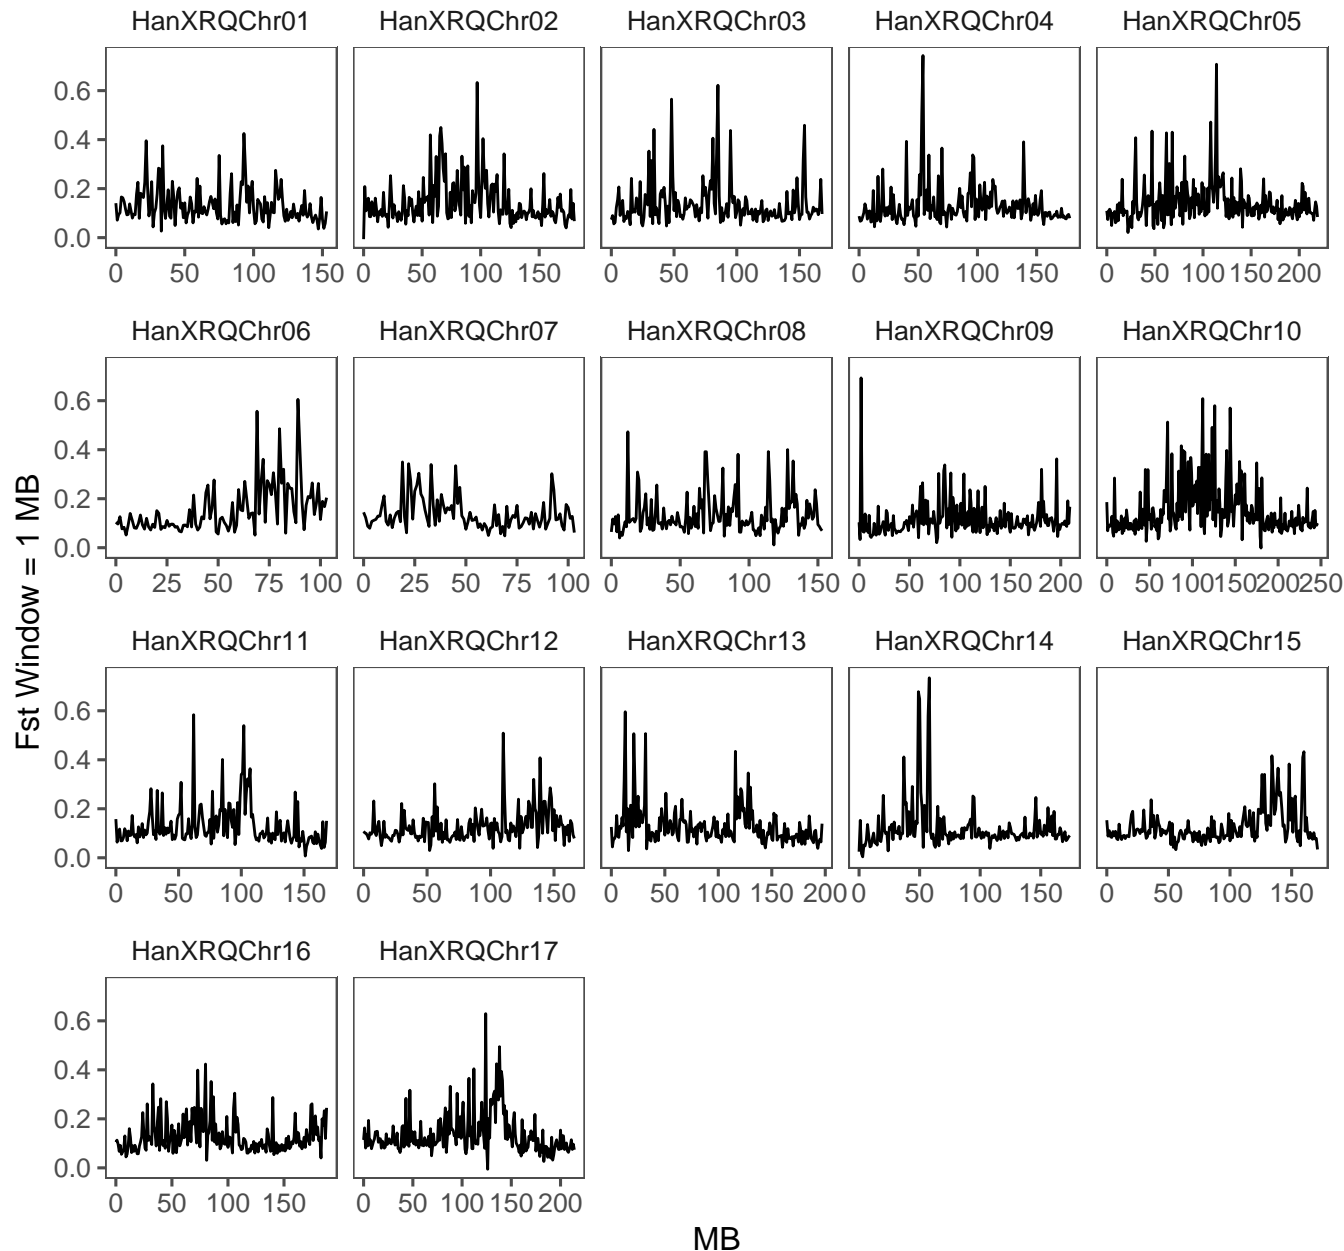 HanXRQChr01 HanXRQChr02 HanXRQChr03 HanXRQChr04 HanXRQChr05
0.6
0.4
0.2
0.0
0 50 100 150 0 50 100 150 0 50 100 150 0 50 100 150 0 50 100 150 200
HanXRQChr06 HanXRQChr07 HanXRQChr08 HanXRQChr09 HanXRQChr10
0.6
0.4
0.2
0.0
0 25 50 75 100 0 25 50 75 100 0 50 100 150 0 50 100 150 200 0 50 100 150 200 250
Fst Window = 1 MB
HanXRQChr11 HanXRQChr12 HanXRQChr13 HanXRQChr14 HanXRQChr15
0.6
0.4
0.2
0.0
0 50 100 150 0 50 100 150 0 50 100 150 200 0 50 100 150 0 50 100 150
HanXRQChr16 HanXRQChr17
0.6
0.4
0.2
0.0
0 50 100 150 0 50 100 150 200
MB